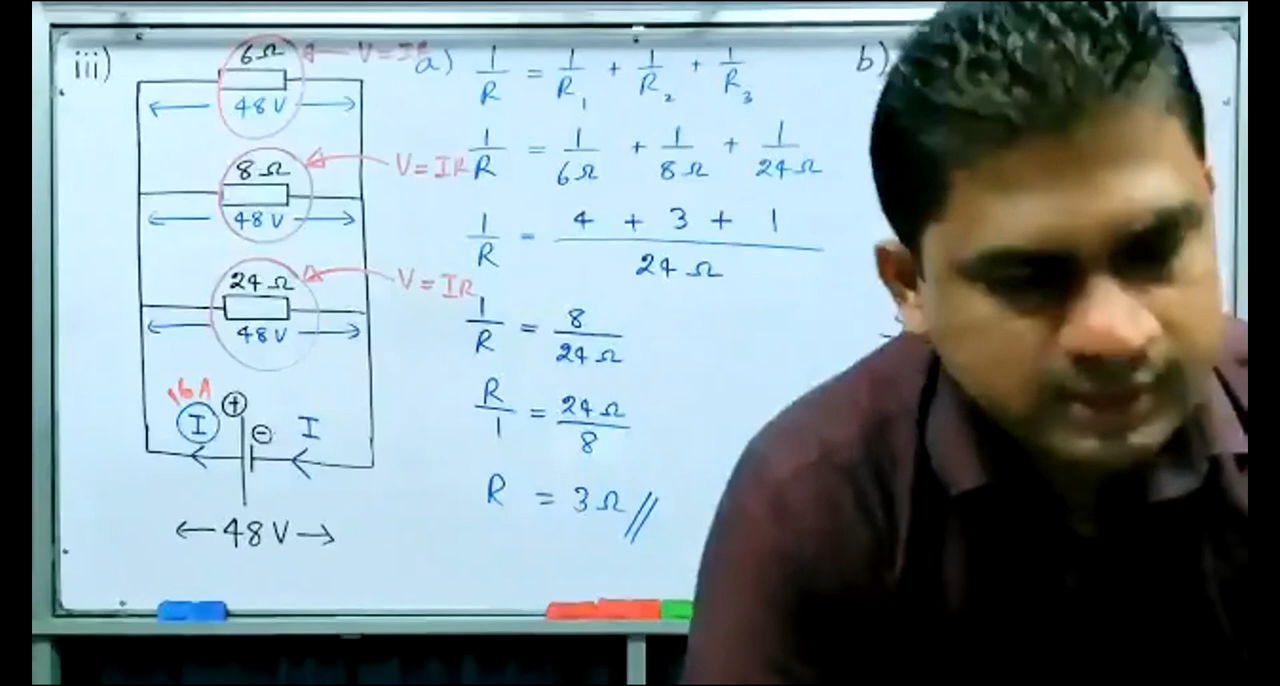 iii)
6Ω
V = IR
48V
8Ω
V = IR
48V
24Ω
V = IR
48V
16A
I
+
−
I
← 48V →
a) 1/R = 1/R₁ + 1/R₂ + 1/R₃
1/R = 1/6Ω + 1/8Ω + 1/24Ω
1/R = 4 + 3 + 1 / 24Ω
1/R = 8/24Ω
R/1 = 24Ω/8
R = 3Ω //
b)